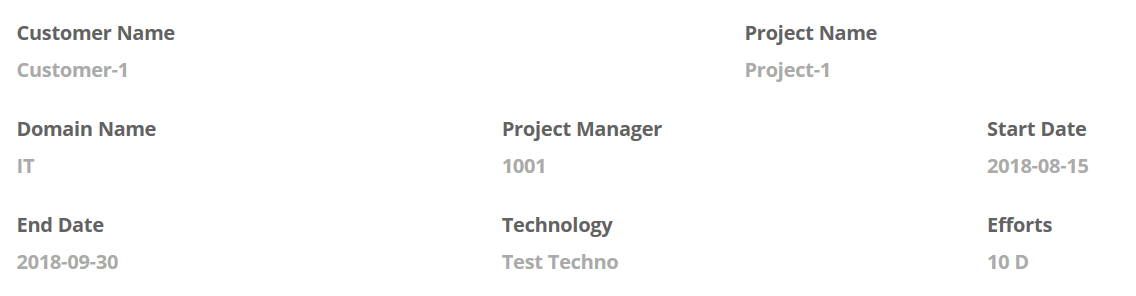 Customer Name Project Name
Customer-1 Project-1
Domain Name Project Manager Start Date
IT 1001 2018-08-15
End Date Technology Efforts
2018-09-30 Test Techno 10 D